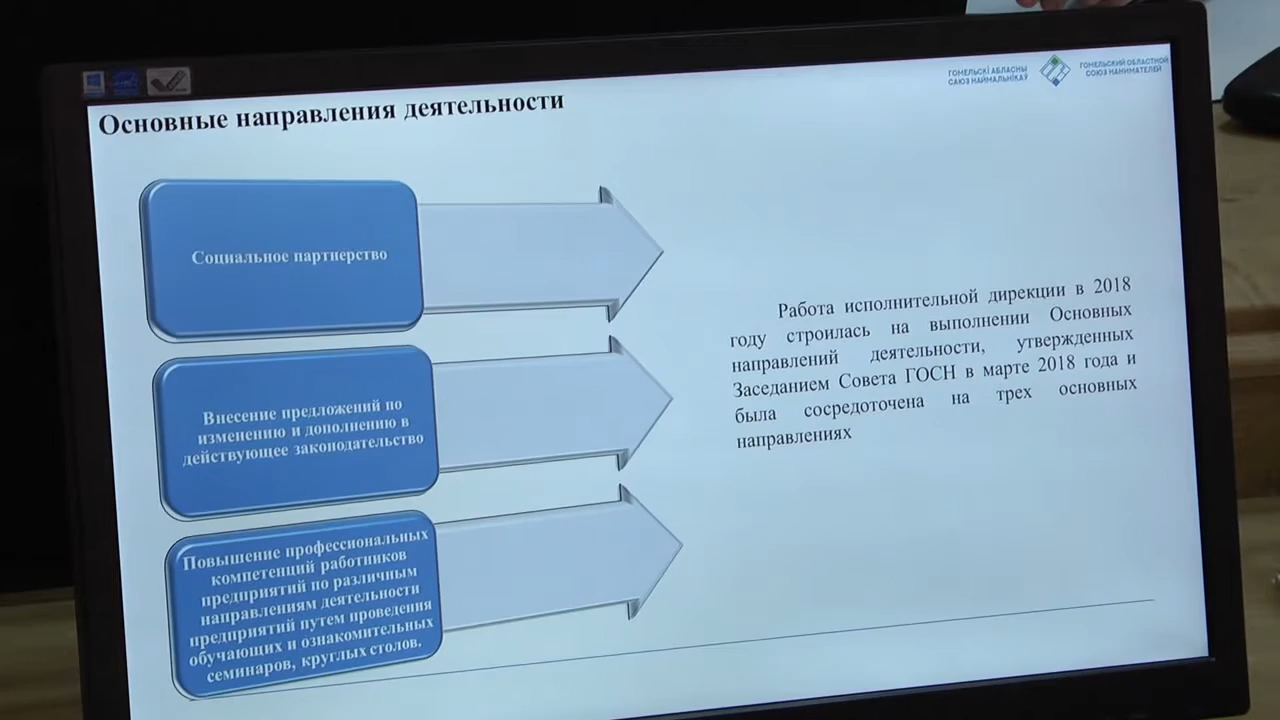 ГОМЕЛЬСКІ АБЛАСНЫ
САЮЗ НАЙМАЛЬНІКАЎ
ГОМЕЛЬСКИЙ ОБЛАСТНОЙ
СОЮЗ НАНИМАТЕЛЕЙ
Основные направления деятельности
Социальное партнерство
Внесение предложений по
изменению и дополнению в
действующее законодательство
Повышение профессиональных
компетенций работников
предприятий по различным
направлениям деятельности
предприятий путем проведения
обучающих и ознакомительных
семинаров, круглых столов.
Работа исполнительной дирекции в 2018
году строилась на выполнении Основных
направлений деятельности, утвержденных
Заседанием Совета ГОСН в марте 2018 года и
была сосредоточена на трех основных
направлениях